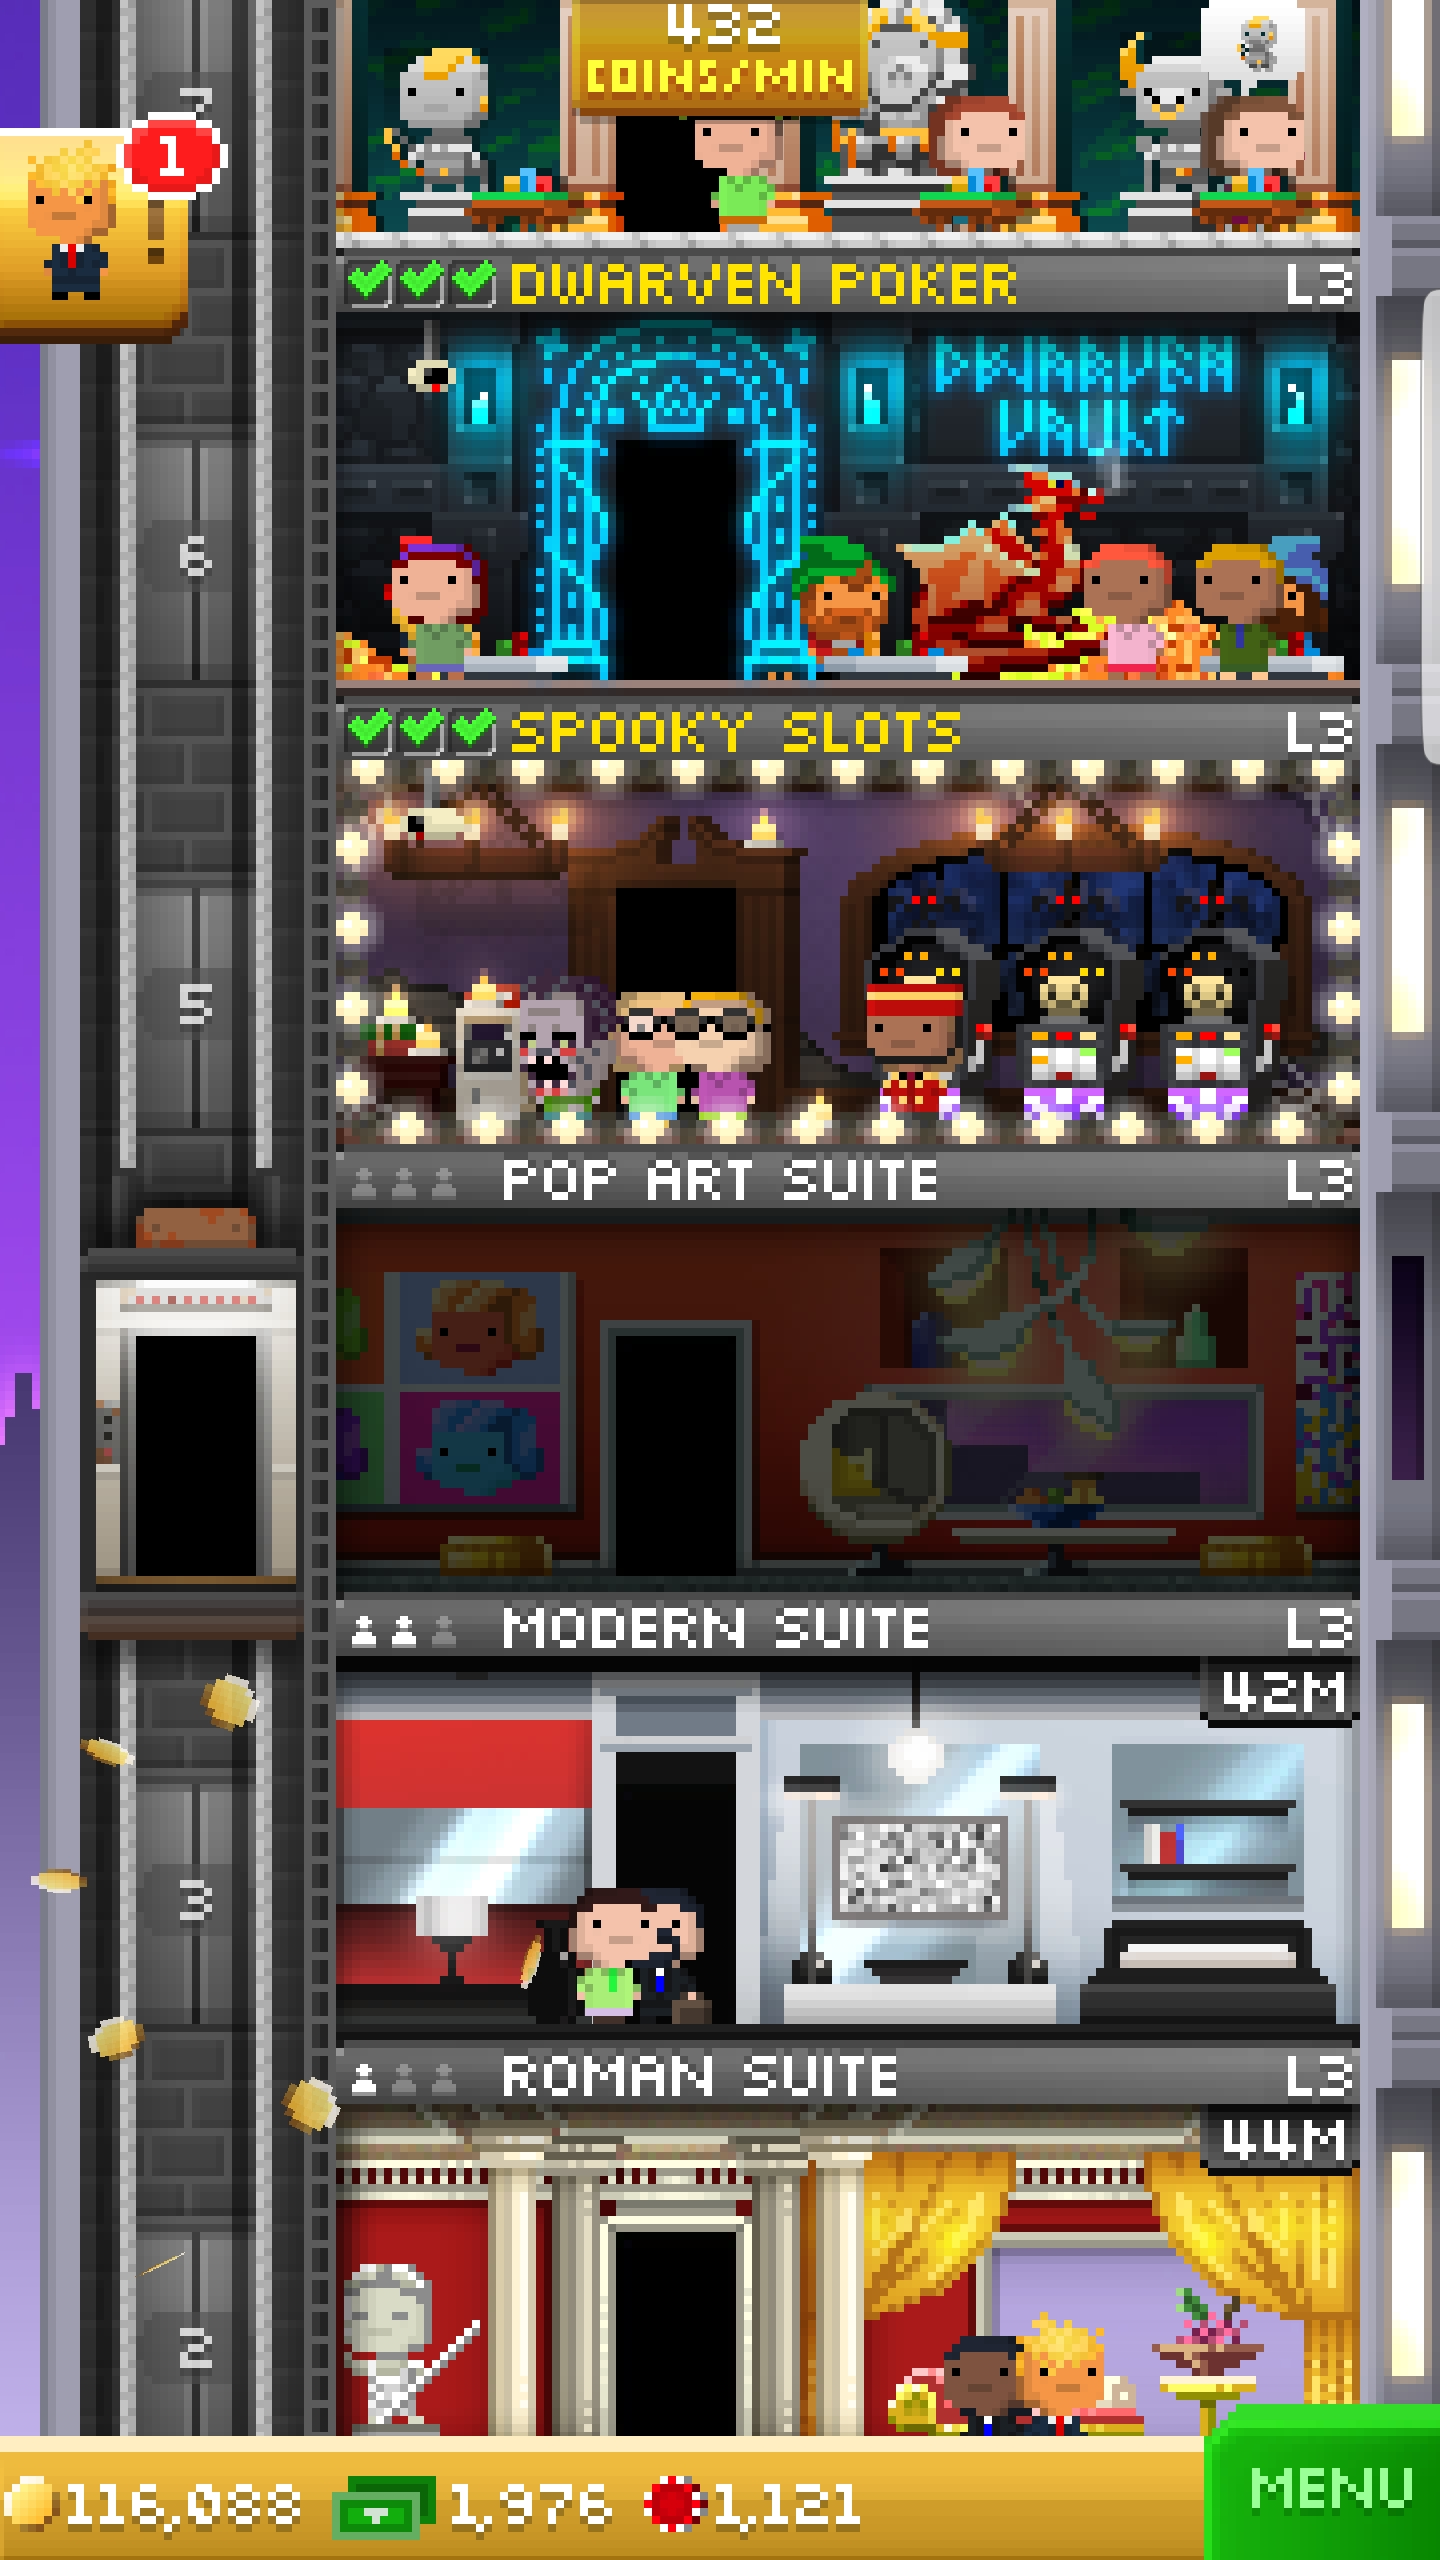 432
COINS/MIN
7
1
!
DWARVEN POKER L3
DWARVEN
VAULT
6
SPOOKY SLOTS L3
5
POP ART SUITE L3
MODERN SUITE L3
42M
3
ROMAN SUITE L3
44M
2
116,088 1,976 1,121
MENU